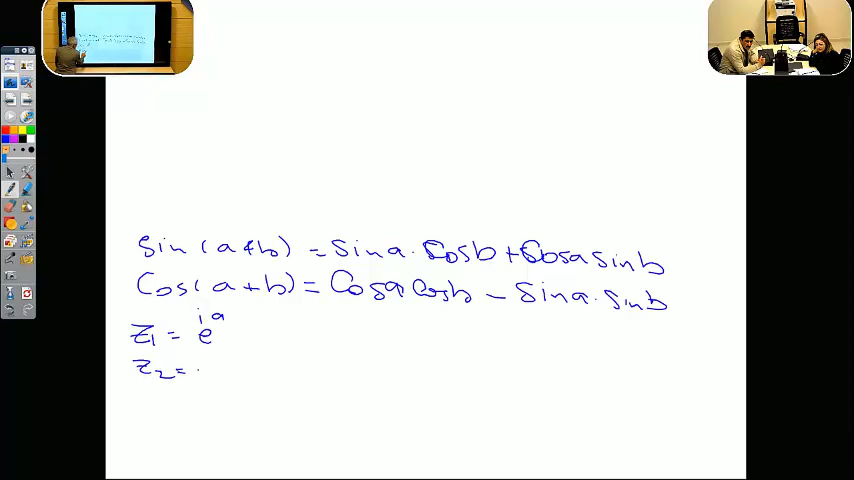 sin(a+b) = sina. Cosb + Cosa sinb
Cos(a+b) = Cosa Cosb - sina. sinb
z1 = e^ia
z2 = .